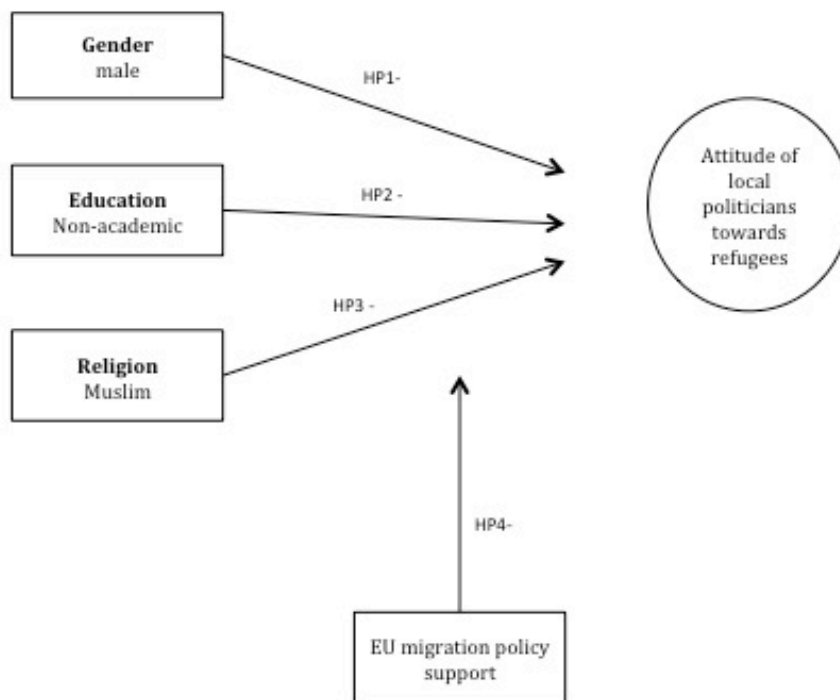 Gender
male
HP1-
Education
Non-academic
HP2 -
Religion
Muslim
HP3 -
Attitude of
local
politicians
towards
refugees
HP4-
EU migration policy
support